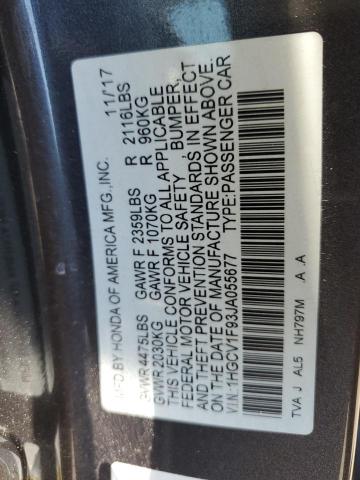 MFD.BY HONDA OF AMERICA MFG.,INC. 11/17
GVWR 4475LBS GAWR F 2359LBS R 2116LBS
GVWR 2030KG GAWR F 1070KG R 960KG
THIS VEHICLE CONFORMS TO ALL APPLICABLE
FEDERAL MOTOR VEHICLE SAFETY , BUMPER,
AND THEFT PREVENTION STANDARDS IN EFFECT
ON THE DATE OF MANUFACTURE SHOWN ABOVE.
V.I.N.:1HGCV1F93JA055677 TYPE:PASSENGER CAR
TVA J AL5 NH797M A .A